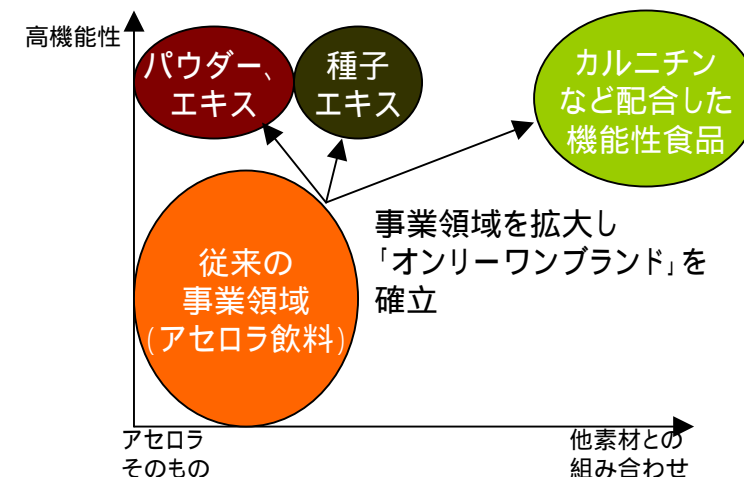 高機能性
パウダー、
エキス
種子
エキス
カルニチン
など配合した
機能性食品
従来の
事業領域
(アセロラ飲料)
事業領域を拡大し
「オンリーワンブランド」を
確立
アセロラ
そのもの
他素材との
組み合わせ